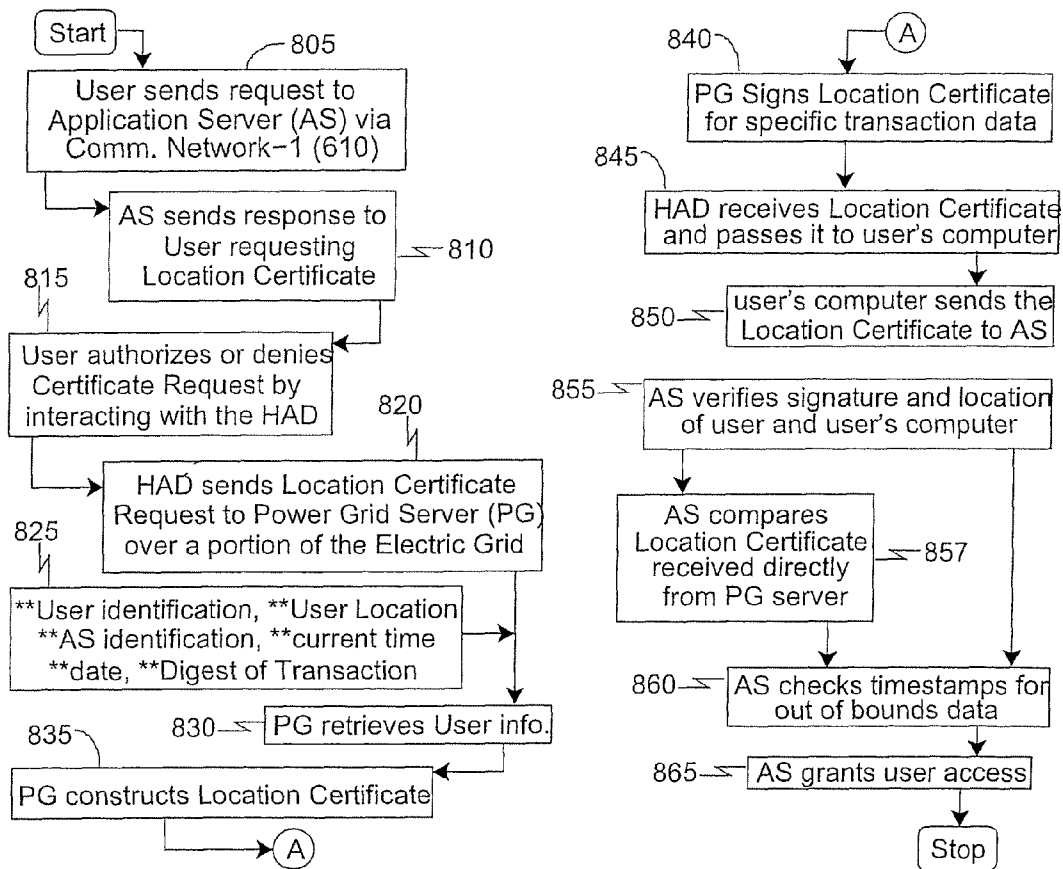 Start
805
User sends request to
Application Server (AS) via
Comm. Network-1 (610)
AS sends response to
User requesting
Location Certificate
810
815
User authorizes or denies
Certificate Request by
interacting with the HAD
820
HAD sends Location Certificate
Request to Power Grid Server (PG)
over a portion of the Electric Grid
825
**User identification, **User Location
**AS identification, **current time
**date, **Digest of Transaction
830
PG retrieves User info.
835
PG constructs Location Certificate
A
A
840
PG Signs Location Certificate
for specific transaction data
845
HAD receives Location Certificate
and passes it to user's computer
850
user's computer sends the
Location Certificate to AS
855
AS verifies signature and location
of user and user's computer
AS compares
Location Certificate
received directly
from PG server
857
860
AS checks timestamps for
out of bounds data
865
AS grants user access
Stop